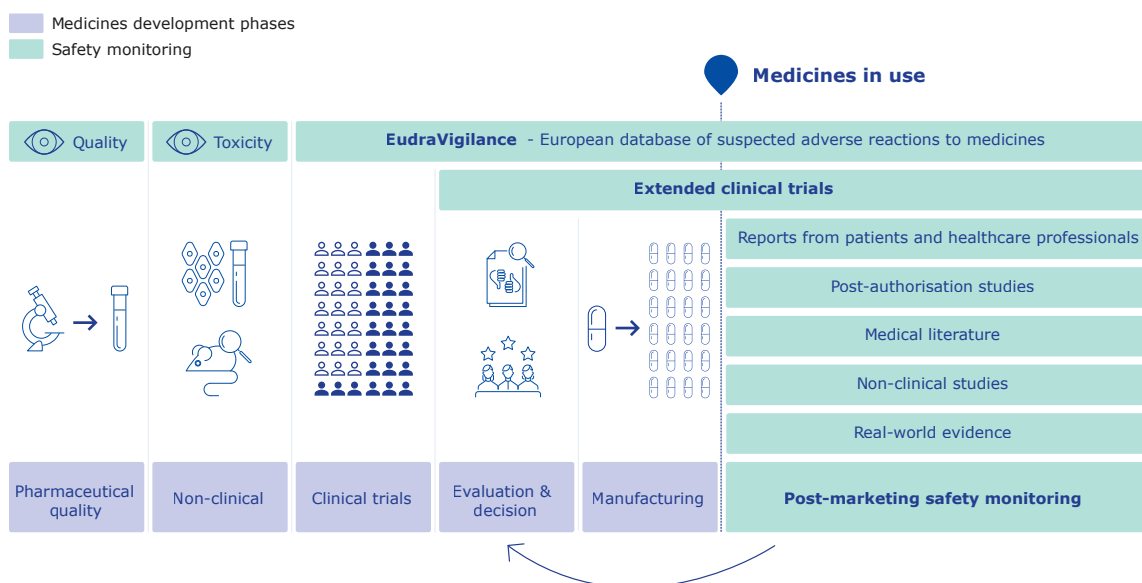 Medicines development phases
Safety monitoring
Medicines in use
Quality
Toxicity
EudraVigilance - European database of suspected adverse reactions to medicines
Extended clinical trials
Reports from patients and healthcare professionals
Post-authorisation studies
Medical literature
Non-clinical studies
Real-world evidence
Pharmaceutical
quality
Non-clinical
Clinical trials
Evaluation &
decision
Manufacturing
Post-marketing safety monitoring